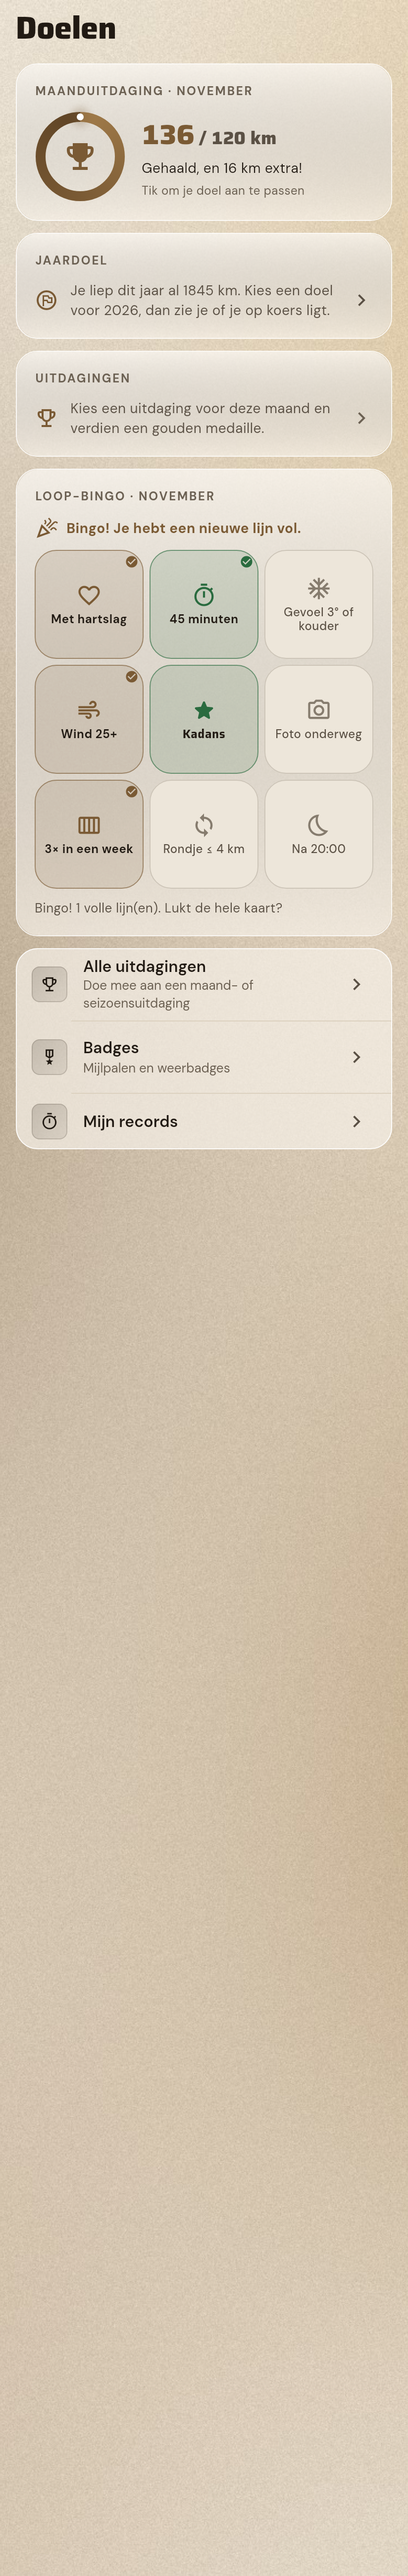 Doelen
MAANDUITDAGING · NOVEMBER
136 / 120 km
Gehaald, en 16 km extra!
Tik om je doel aan te passen
JAARDOEL
Je liep dit jaar al 1845 km. Kies een doel
voor 2026, dan zie je of je op koers ligt.
UITDAGINGEN
Kies een uitdaging voor deze maand en
verdien een gouden medaille.
LOOP-BINGO · NOVEMBER
Bingo! Je hebt een nieuwe lijn vol.
Met hartslag
45 minuten
Gevoel 3° of
kouder
Wind 25+
Kadans
Foto onderweg
3× in een week
Rondje ≤ 4 km
Na 20:00
Bingo! 1 volle lijn(en). Lukt de hele kaart?
Alle uitdagingen
Doe mee aan een maand- of
seizoensuitdaging
Badges
Mijlpalen en weerbadges
Mijn records